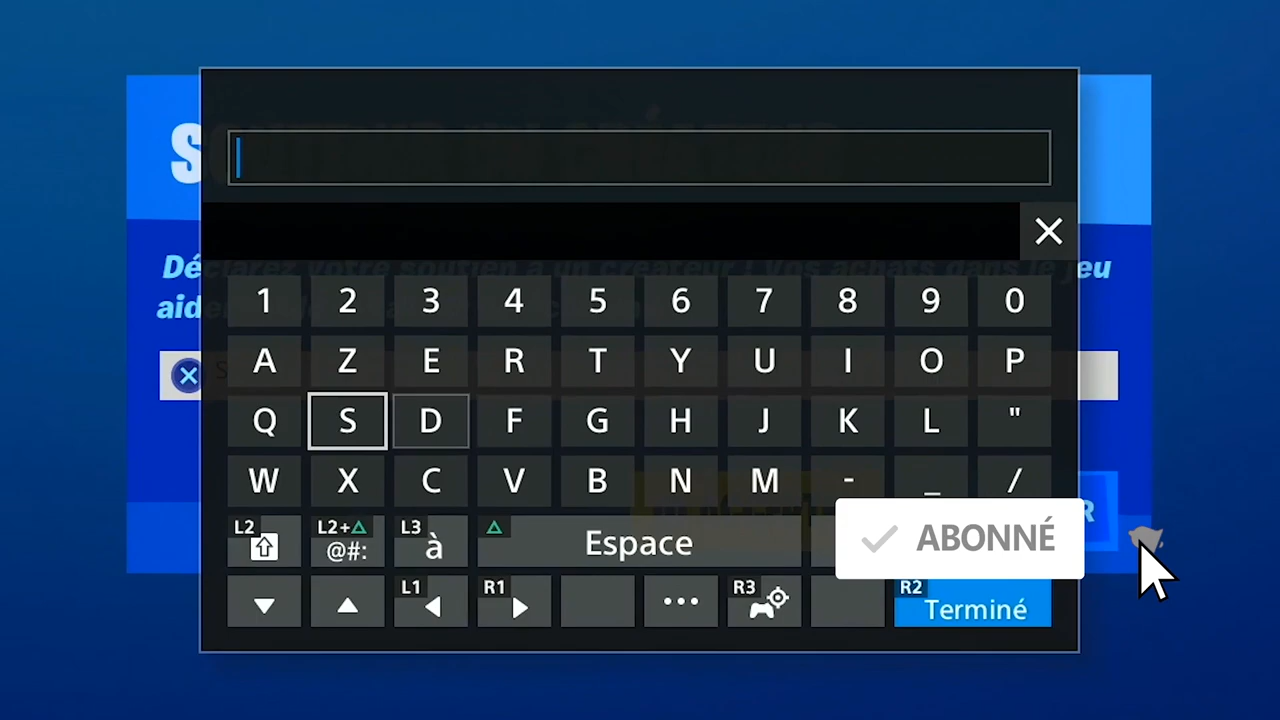 Déclarez votre soutien à un créateur ! Vos achats dans le jeu
aide
1 2 3 4 5 6 7 8 9 0
A Z E R T Y U I O P
Q S D F G H J K L "
W X C V B N M - _ /
L2 L2+△ @#: L3 à △ Espace
ABONNÉ
L1 R1 ... R3 R2 Terminé